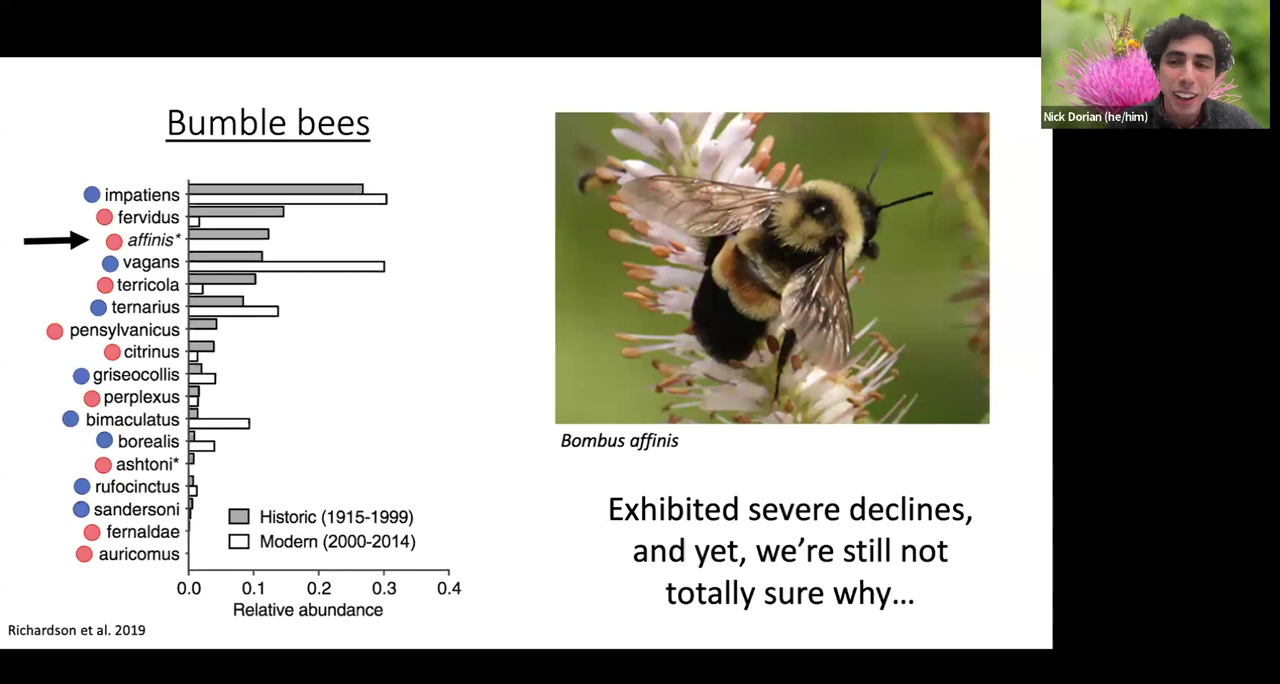 Nick Dorian (he/him)
Bumble bees
impatiens
fervidus
affinis*
vagans
terricola
ternarius
pensylvanicus
citrinus
griseocollis
perplexus
bimaculatus
borealis
ashtoni*
rufocinctus
sandersoni
fernaldae
auricomus
Historic (1915-1999)
Modern (2000-2014)
0.0 0.1 0.2 0.3 0.4
Relative abundance
Richardson et al. 2019
Bombus affinis
Exhibited severe declines,
and yet, we’re still not
totally sure why…